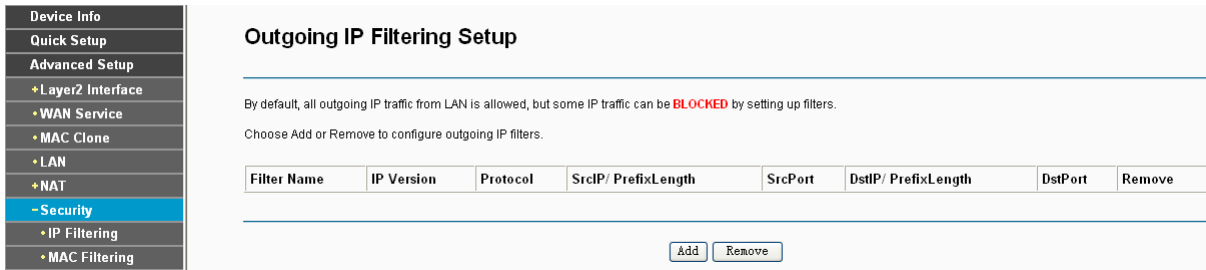 Device Info
Quick Setup
Advanced Setup
+Layer2 Interface
•WAN Service
•MAC Clone
•LAN
+NAT
-Security
•IP Filtering
•MAC Filtering
Outgoing IP Filtering Setup
By default, all outgoing IP traffic from LAN is allowed, but some IP traffic can be BLOCKED by setting up filters.
Choose Add or Remove to configure outgoing IP filters.
Filter Name IP Version Protocol SrcIP/ PrefixLength SrcPort DstIP/ PrefixLength DstPort Remove
Add Remove